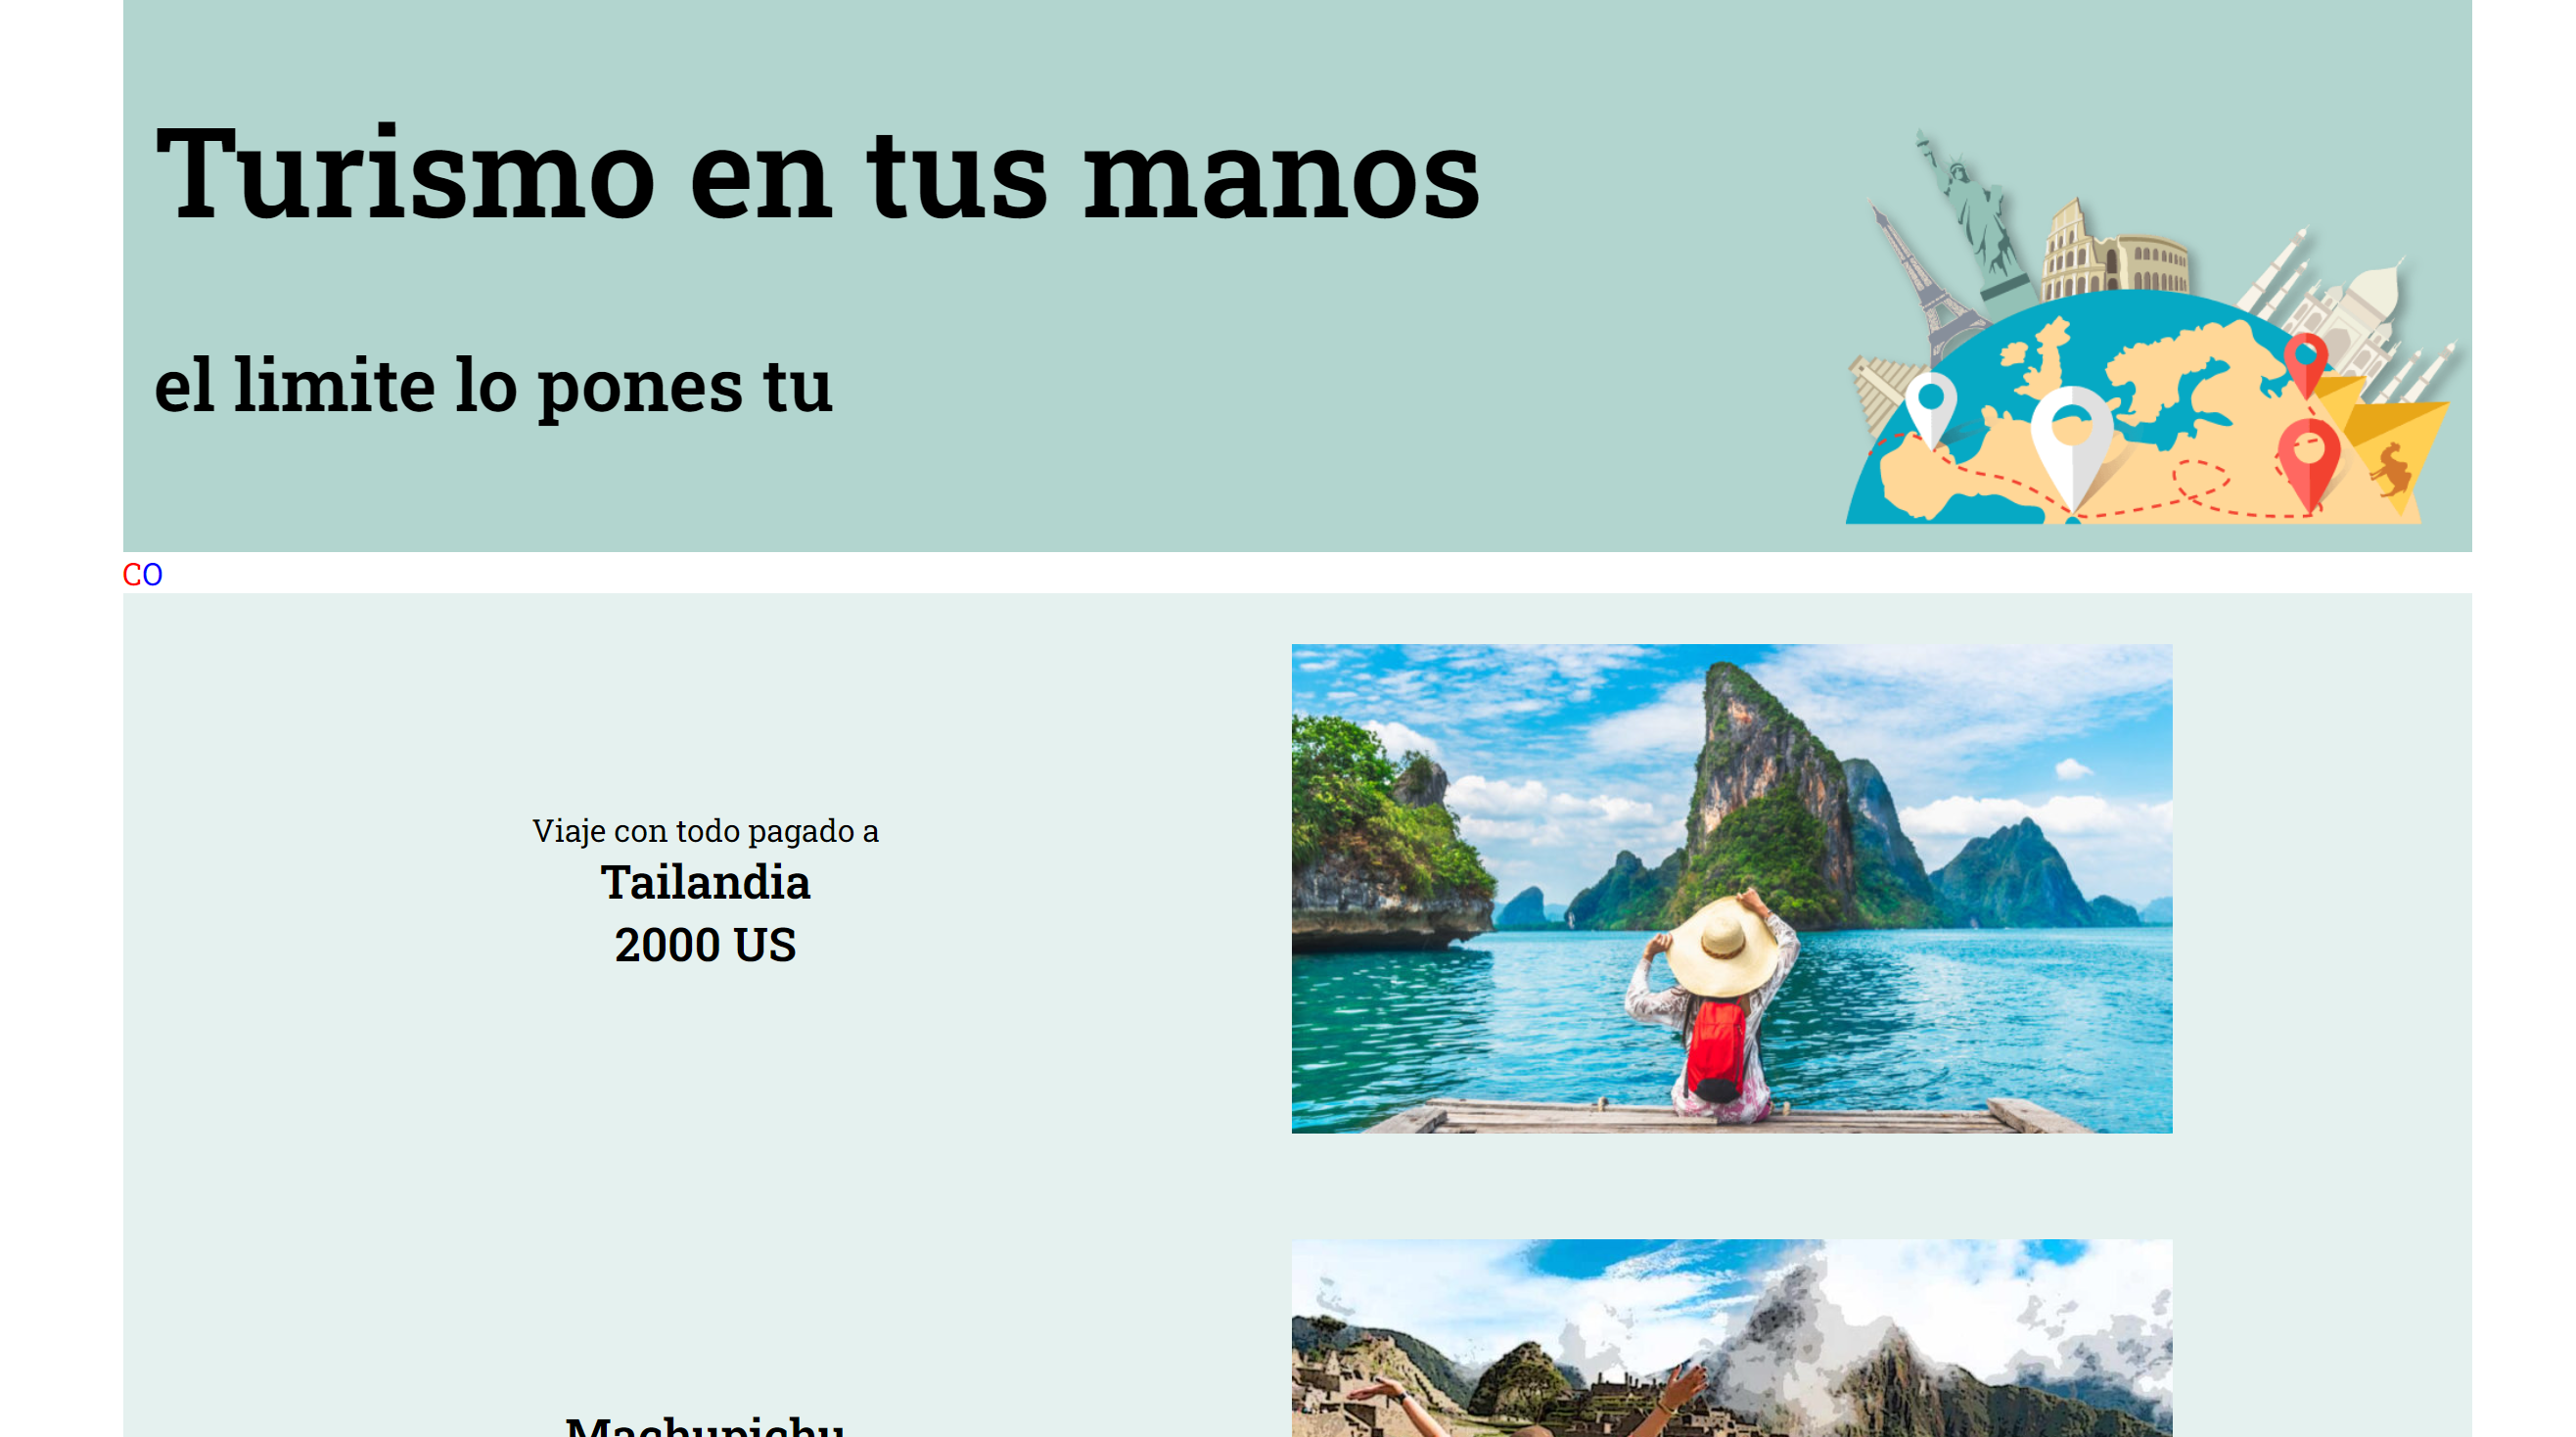 Turismo en tus manos
el limite lo pones tu
CO
Viaje con todo pagado a
Tailandia
2000 US
Machupichu